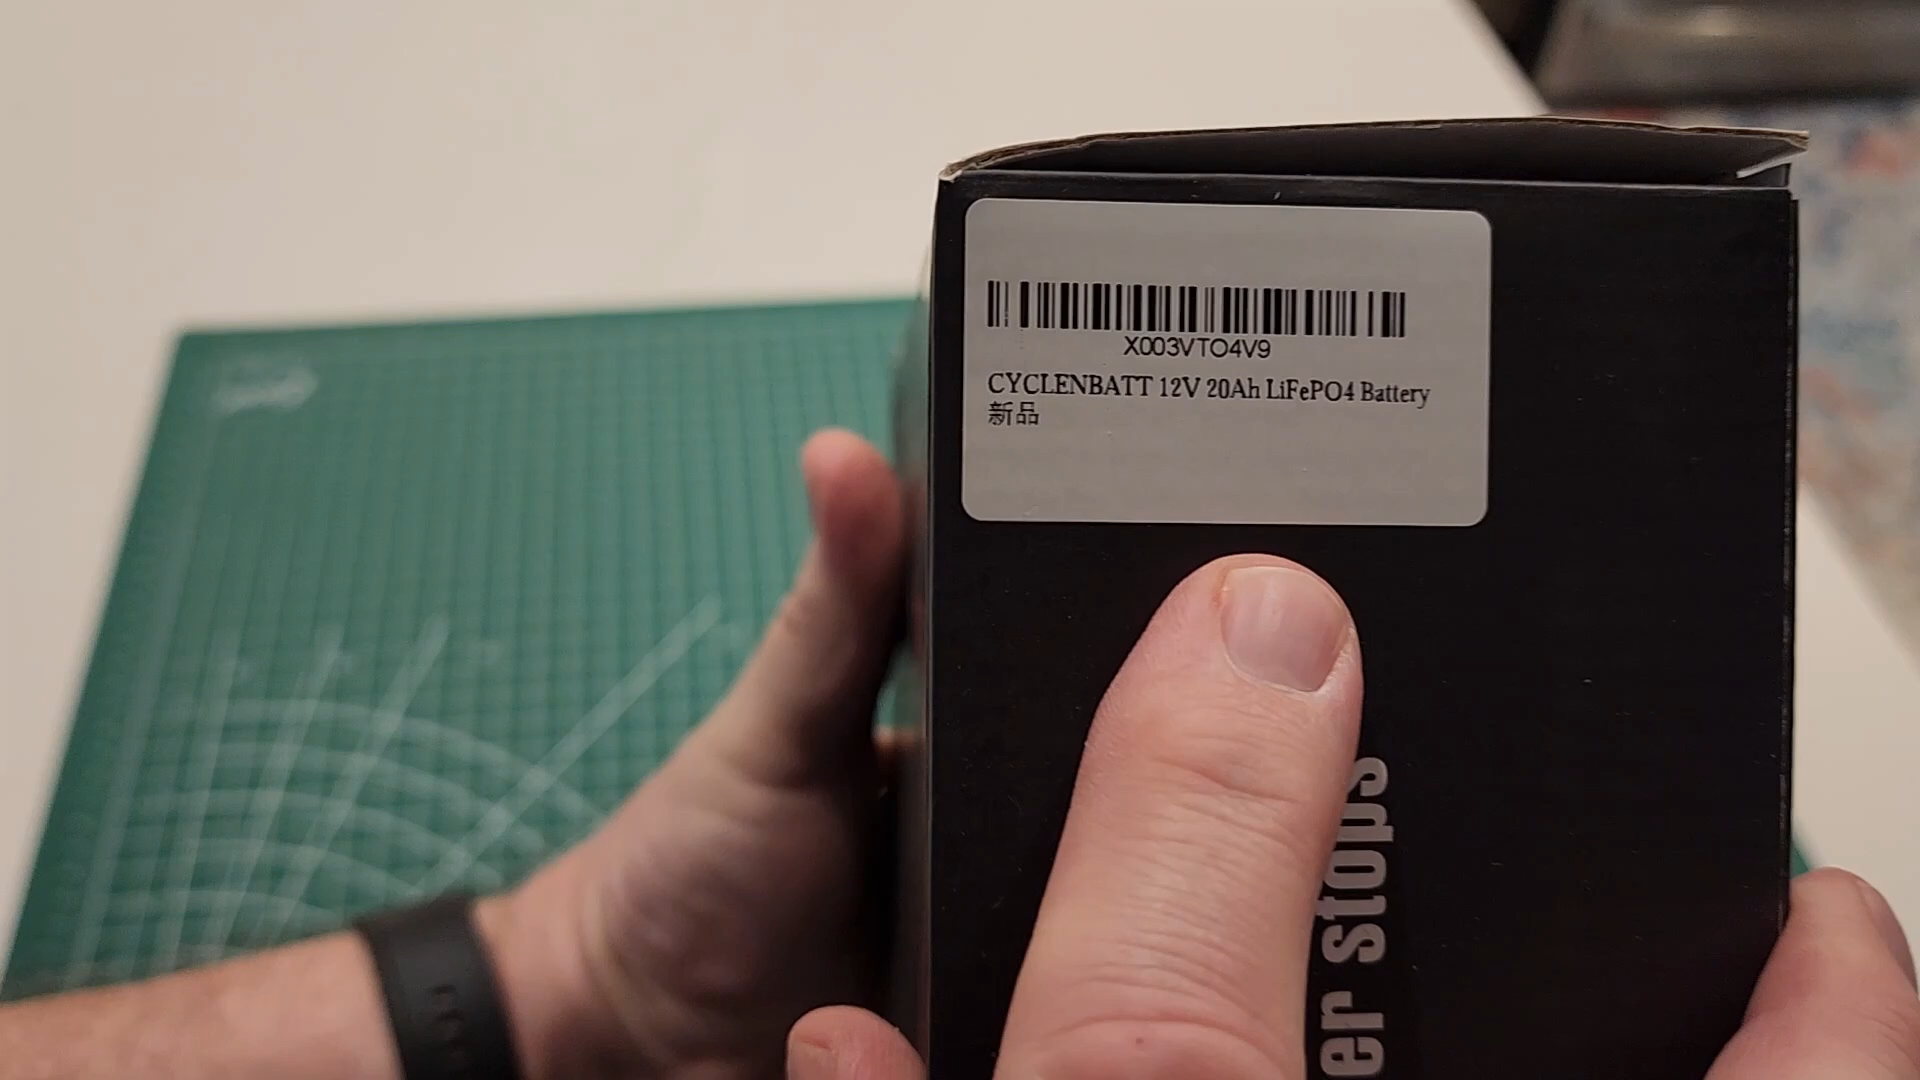 X003VTO4V9
CYCLENBATT 12V 20Ah LiFePO4 Battery
新品
er stops